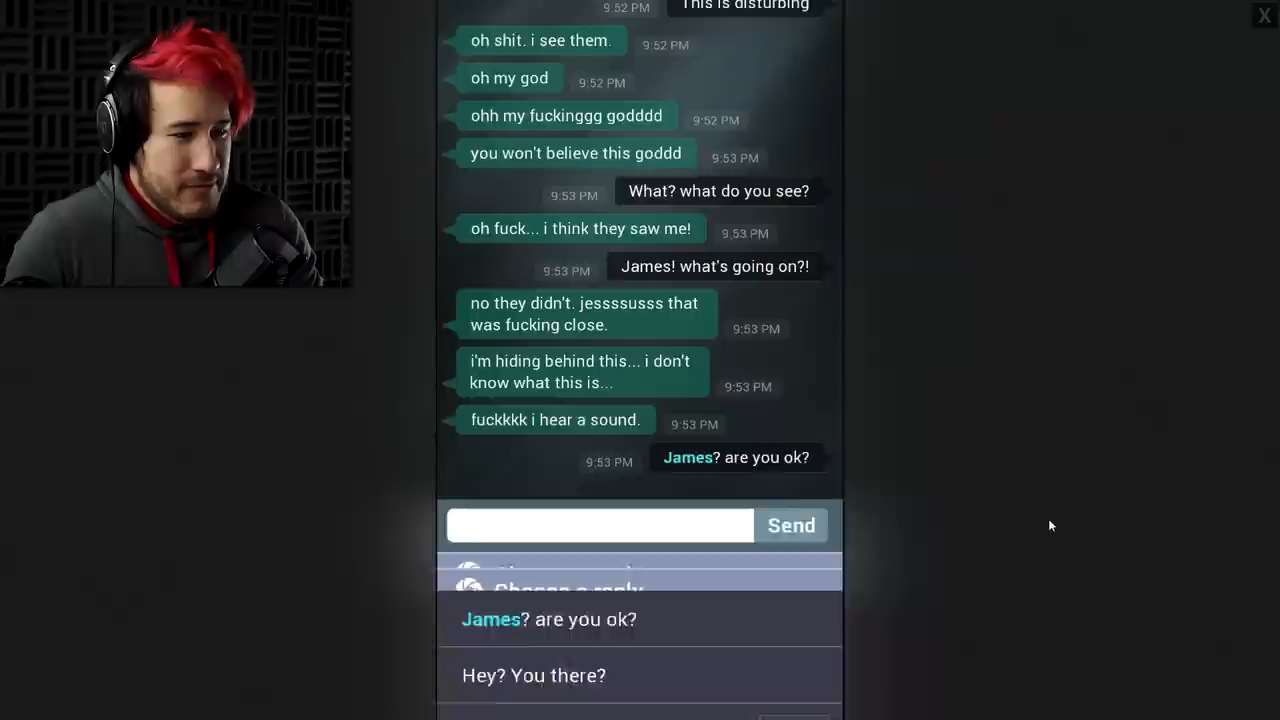 This is disturbing
9:52 PM
oh shit. i see them.
9:52 PM
oh my god
9:52 PM
ohh my fuckinggg godddd
9:52 PM
you won't believe this goddd
9:53 PM
What? what do you see?
9:53 PM
oh fuck... i think they saw me!
9:53 PM
James! what's going on?!
9:53 PM
no they didn't. jessssusss that
was fucking close.
9:53 PM
i'm hiding behind this... i don't
know what this is...
9:53 PM
fuckkkk i hear a sound.
9:53 PM
James? are you ok?
9:53 PM
Send
Choose a reply
James? are you ok?
Hey? You there?
X